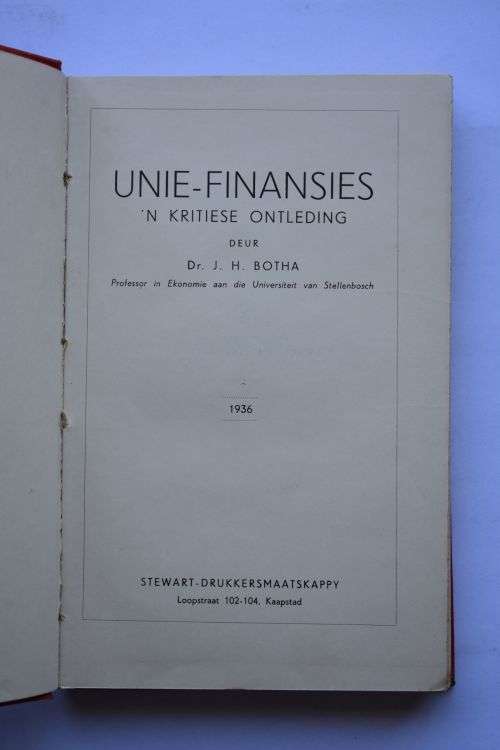 UNIE-FINANSIES
'N KRITIESE ONTLEDING
DEUR
Dr. J. H. BOTHA
Professor in Ekonomie aan die Universiteit van Stellenbosch
1936
STEWART-DRUKKERSMAATSKAPPY
Loopstraat 102-104, Kaapstad